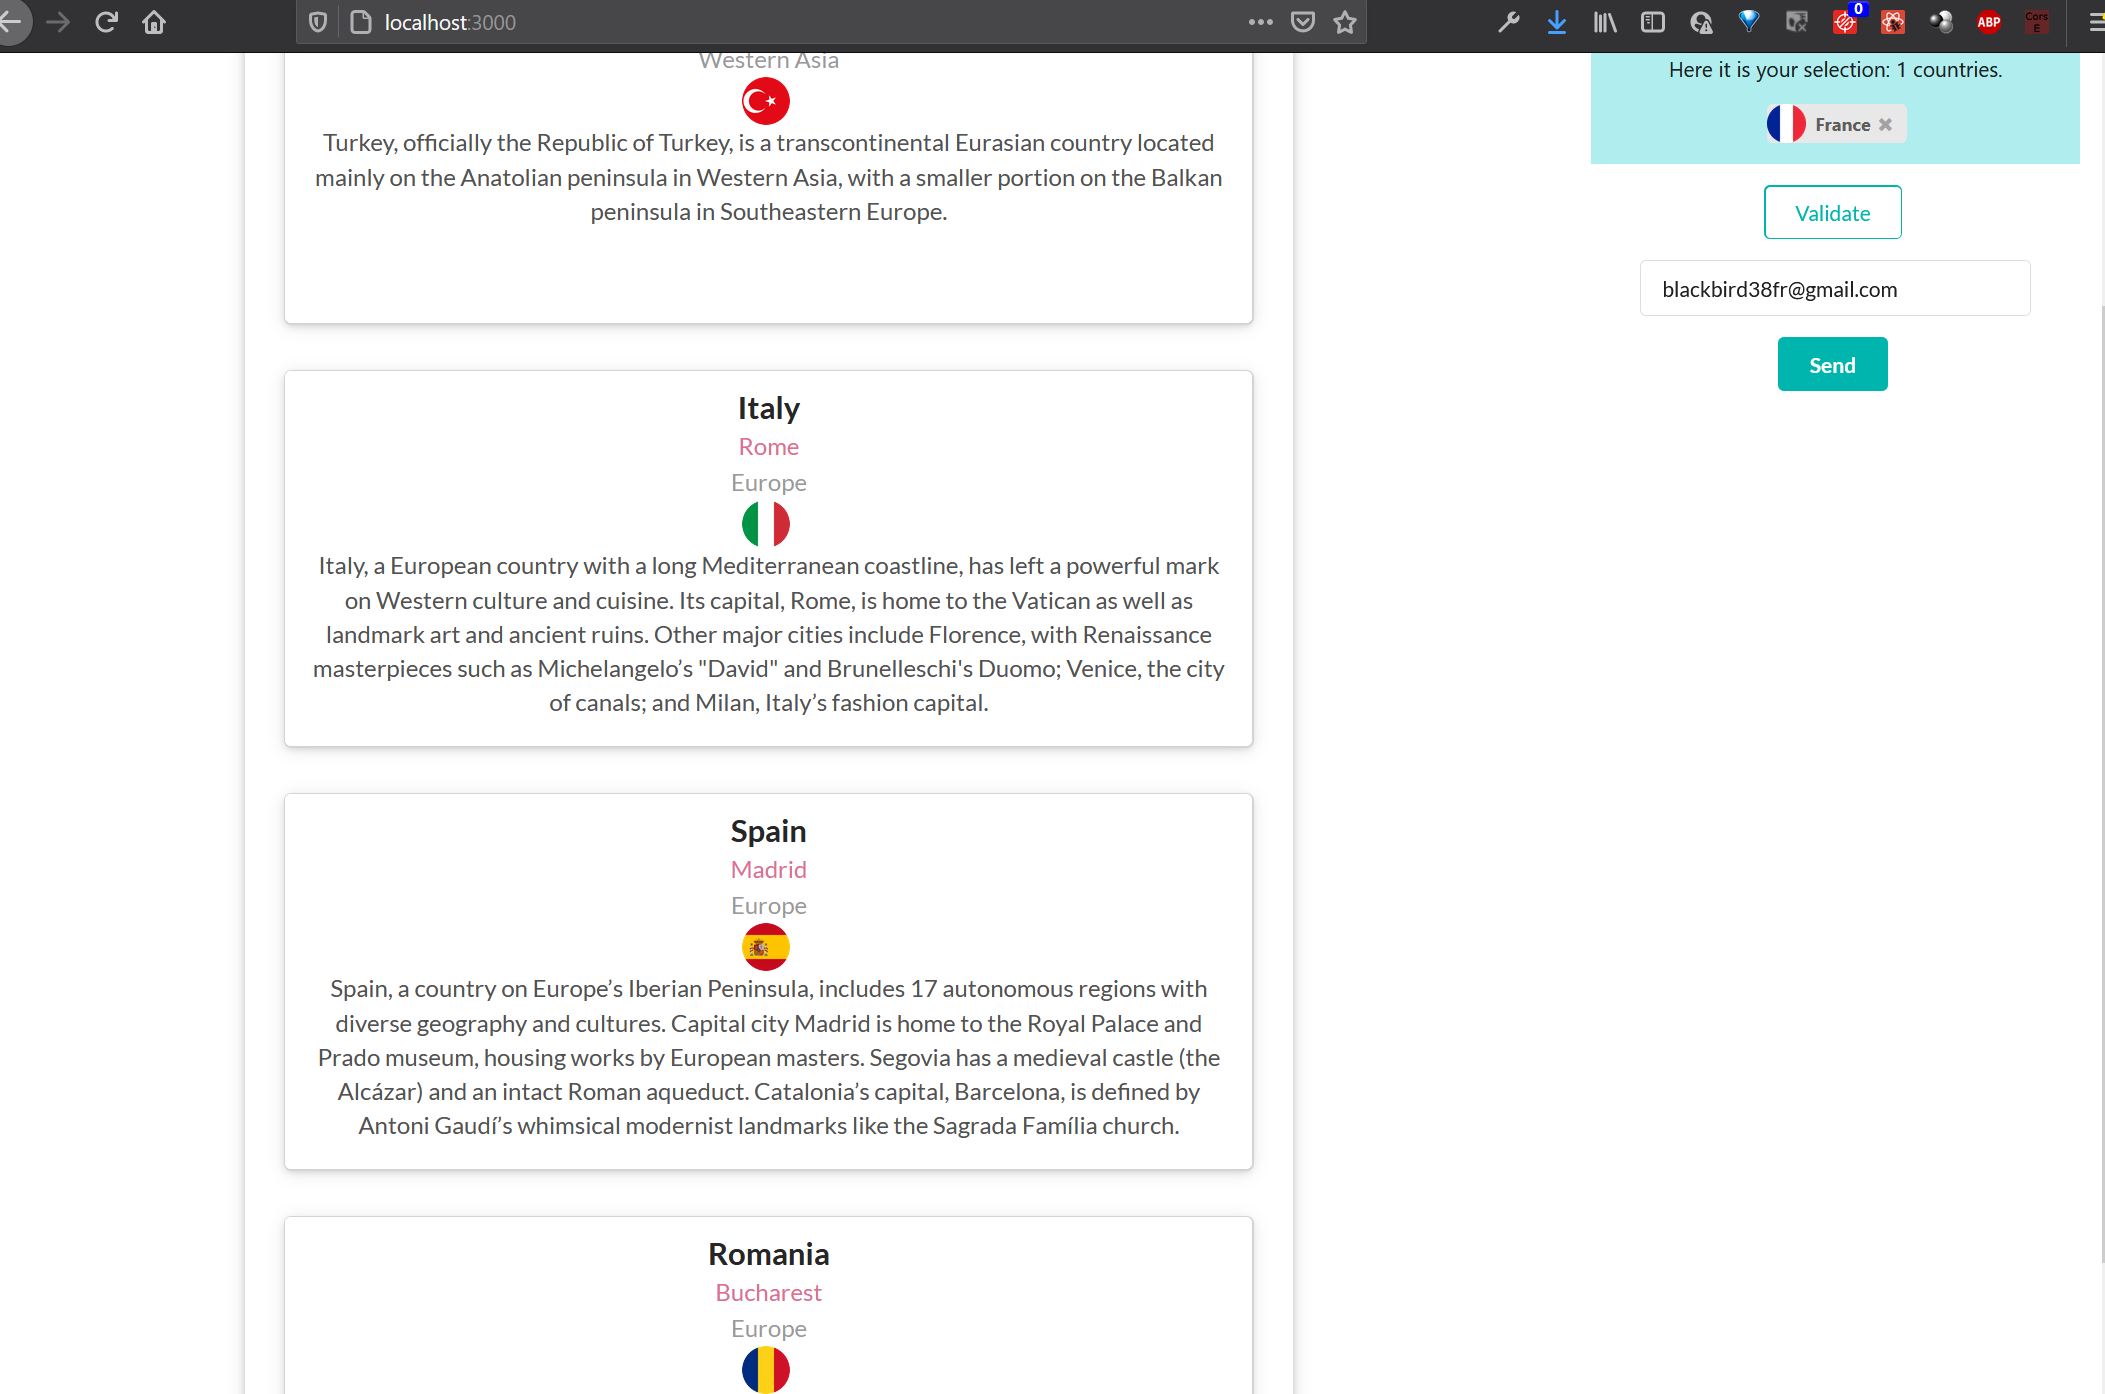 localhost:3000
0
ABP
Cors
E
Western Asia
Turkey, officially the Republic of Turkey, is a transcontinental Eurasian country located
mainly on the Anatolian peninsula in Western Asia, with a smaller portion on the Balkan
peninsula in Southeastern Europe.
Italy
Rome
Europe
Italy, a European country with a long Mediterranean coastline, has left a powerful mark
on Western culture and cuisine. Its capital, Rome, is home to the Vatican as well as
landmark art and ancient ruins. Other major cities include Florence, with Renaissance
masterpieces such as Michelangelo’s "David" and Brunelleschi's Duomo; Venice, the city
of canals; and Milan, Italy’s fashion capital.
Spain
Madrid
Europe
Spain, a country on Europe’s Iberian Peninsula, includes 17 autonomous regions with
diverse geography and cultures. Capital city Madrid is home to the Royal Palace and
Prado museum, housing works by European masters. Segovia has a medieval castle (the
Alcázar) and an intact Roman aqueduct. Catalonia’s capital, Barcelona, is defined by
Antoni Gaudí’s whimsical modernist landmarks like the Sagrada Família church.
Romania
Bucharest
Europe
Here it is your selection: 1 countries.
France
Validate
blackbird38fr@gmail.com
Send